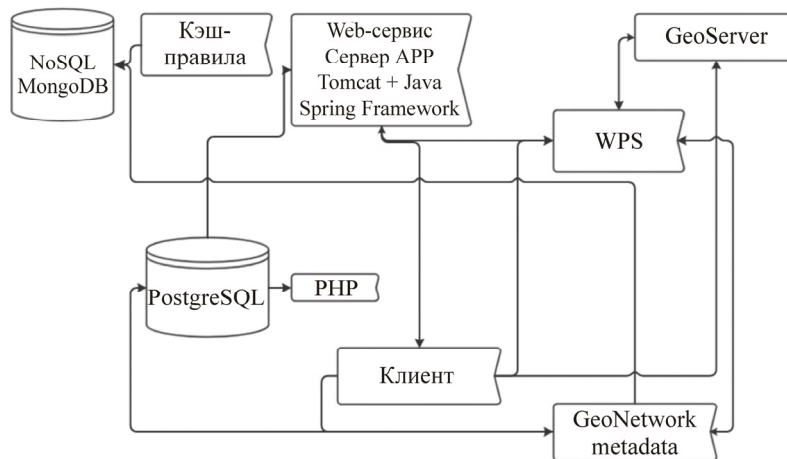 NoSQL
MongoDB
Кэш-
правила
Web-сервис
Сервер APP
Tomcat + Java
Spring Framework
GeoServer
WPS
PostgreSQL
PHP
Клиент
GeoNetwork
metadata